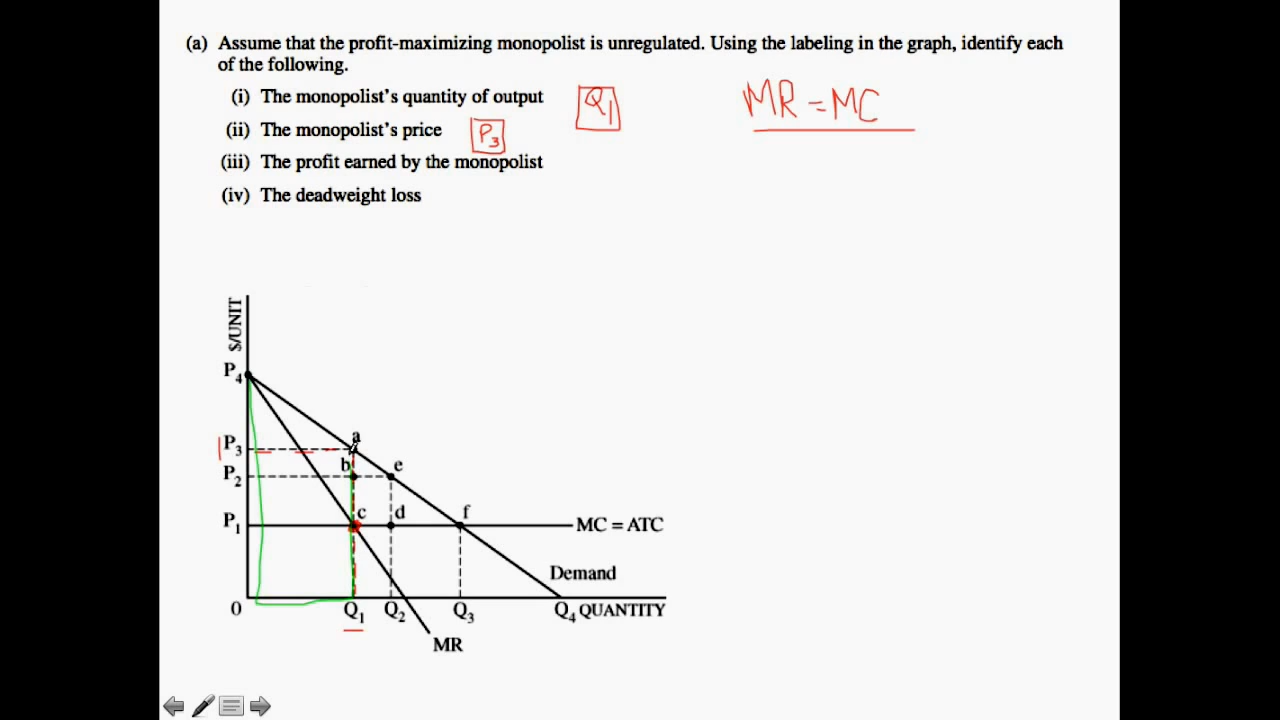 (a) Assume that the profit-maximizing monopolist is unregulated. Using the labeling in the graph, identify each
of the following.
(i) The monopolist's quantity of output Q₁ MR = MC
(ii) The monopolist's price P₃
(iii) The profit earned by the monopolist
(iv) The deadweight loss
$/UNIT
P₄
a
P₃
b e
P₂
c d f
P₁ MC = ATC
Demand
0 Q₁ Q₂ Q₃ Q₄ QUANTITY
MR